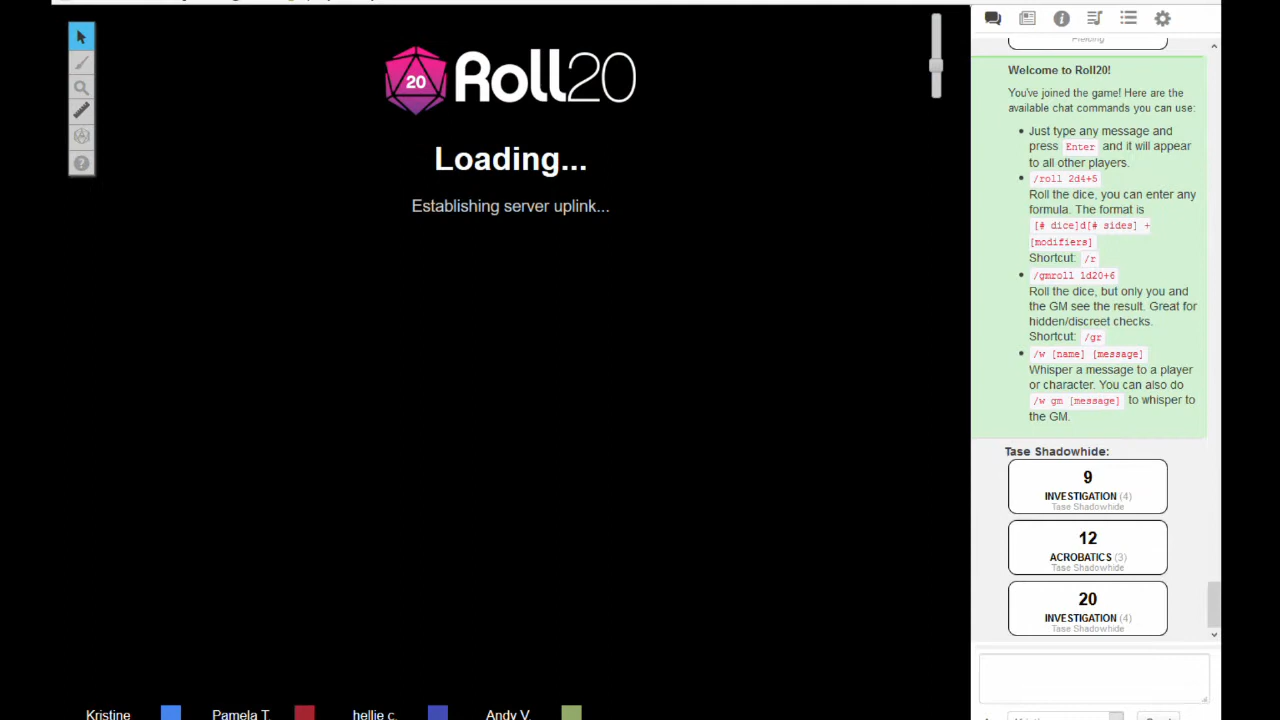 20 Roll20
Loading...
Establishing server uplink...
Kristine Pamela T. hellie c. Andy V.
Fielding
Welcome to Roll20!
You've joined the game! Here are the
available chat commands you can use:
Just type any message and
press Enter and it will appear
to all other players.
/roll 2d4+5
Roll the dice, you can enter any
formula. The format is
[# dice]d[# sides] +
[modifiers]
Shortcut: /r
/gmroll 1d20+6
Roll the dice, but only you and
the GM see the result. Great for
hidden/discreet checks.
Shortcut: /gr
/w [name] [message]
Whisper a message to a player
or character. You can also do
/w gm [message] to whisper to
the GM.
Tase Shadowhide:
9
INVESTIGATION (4)
Tase Shadowhide
12
ACROBATICS (3)
Tase Shadowhide
20
INVESTIGATION (4)
Tase Shadowhide